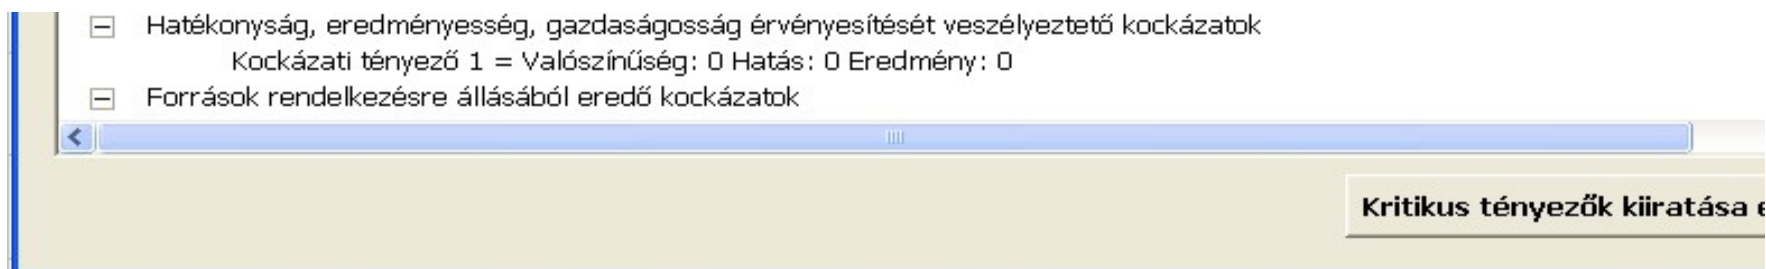 Hatékonyság, eredményesség, gazdaságosság érvényesítését veszélyeztető kockázatok
Kockázati tényező 1 = Valószínűség: 0 Hatás: 0 Eredmény: 0
Források rendelkezésre állásából eredő kockázatok
Kritikus tényezők kiiratása e